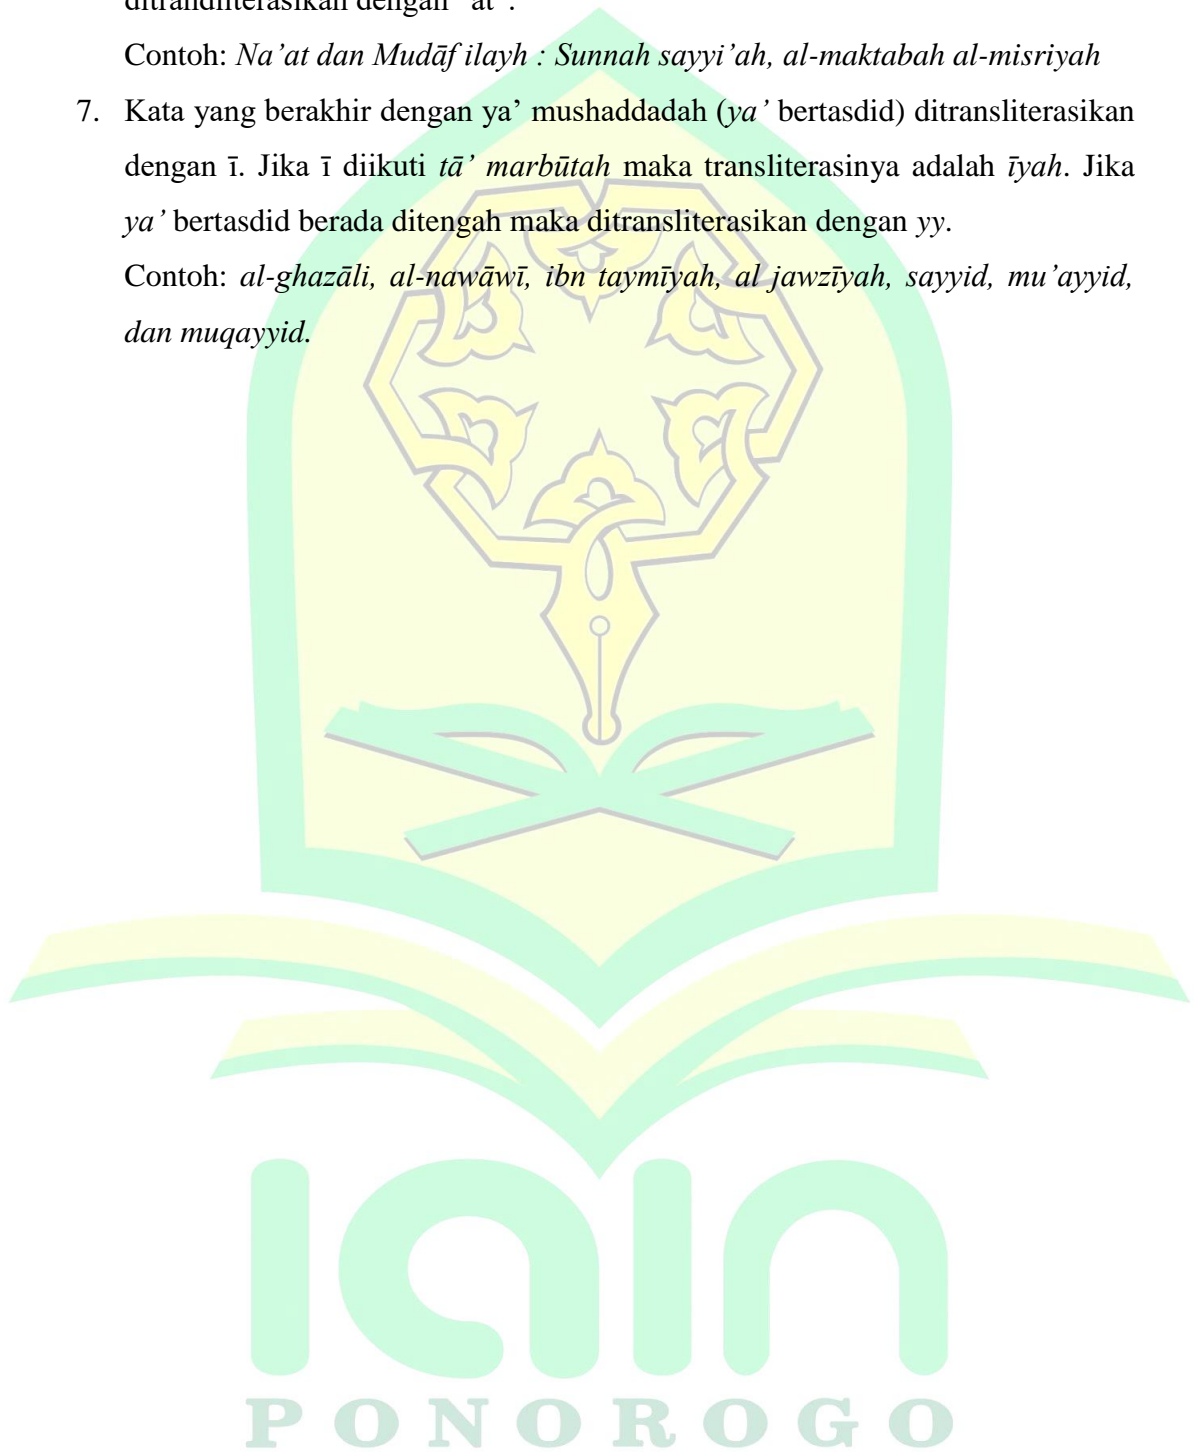 ditrandliterasikan dengan "at".
Contoh: Na’at dan Mudāf ilayh : Sunnah sayyi’ah, al-maktabah al-misriyah
7. Kata yang berakhir dengan ya’ mushaddadah (ya’ bertasdid) ditransliterasikan
dengan ī. Jika ī diikuti tā’ marbūtah maka transliterasinya adalah īyah. Jika
ya’ bertasdid berada ditengah maka ditransliterasikan dengan yy.
Contoh: al-ghazāli, al-nawāwī, ibn taymīyah, al jawzīyah, sayyid, mu’ayyid,
dan muqayyid.
iain
PONOROGO